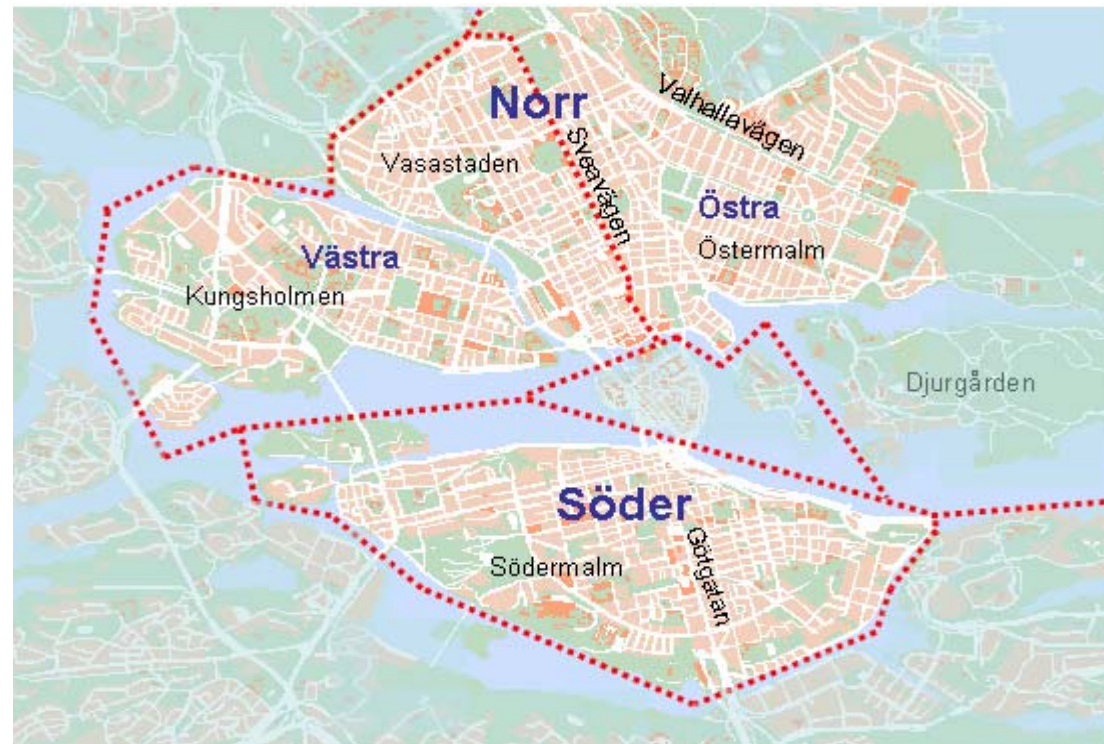 Norr
Valhallavägen
Sveavägen
Vasastaden
Östra
Östermalm
Västra
Kungsholmen
Djurgården
Söder
Götgatan
Södermalm